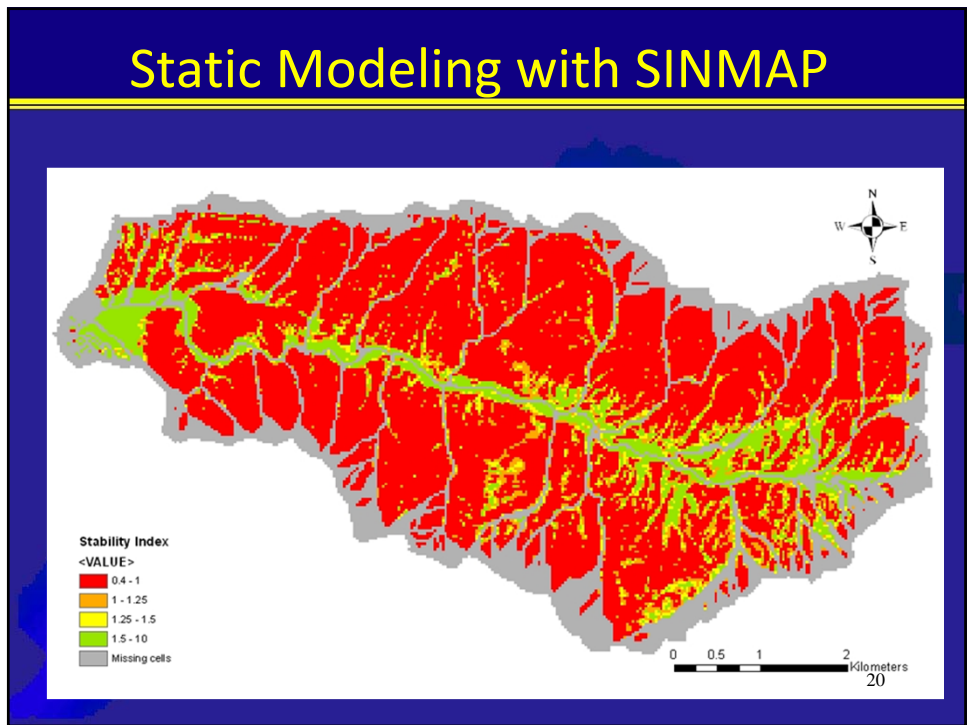 Static Modeling with SINMAP
N
W E
S
Stability Index
<VALUE>
0.4 - 1
1 - 1.25
1.25 - 1.5
1.5 - 10
Missing cells
0 0.5 1 2
Kilometers
20